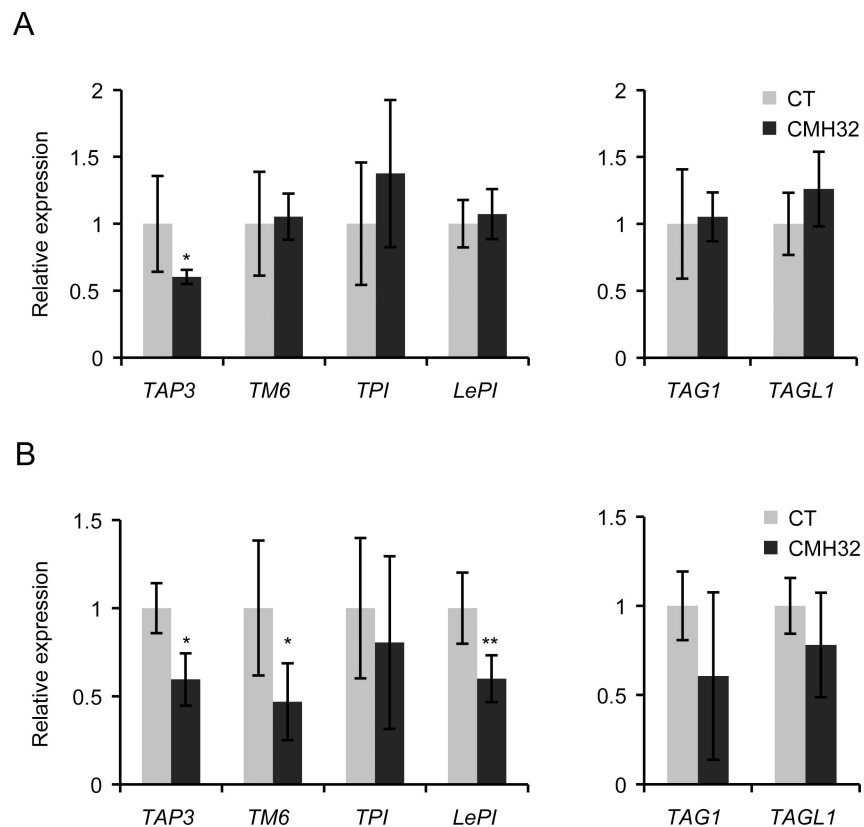 A
Relative expression
2
1.5
1
0.5
0
*
TAP3
TM6
TPI
LePI
2
1.5
1
0.5
0
CT
CMH32
TAG1
TAGL1
B
Relative expression
1.5
1
0.5
0
*
*
**
TAP3
TM6
TPI
LePI
1.5
1
0.5
0
CT
CMH32
TAG1
TAGL1